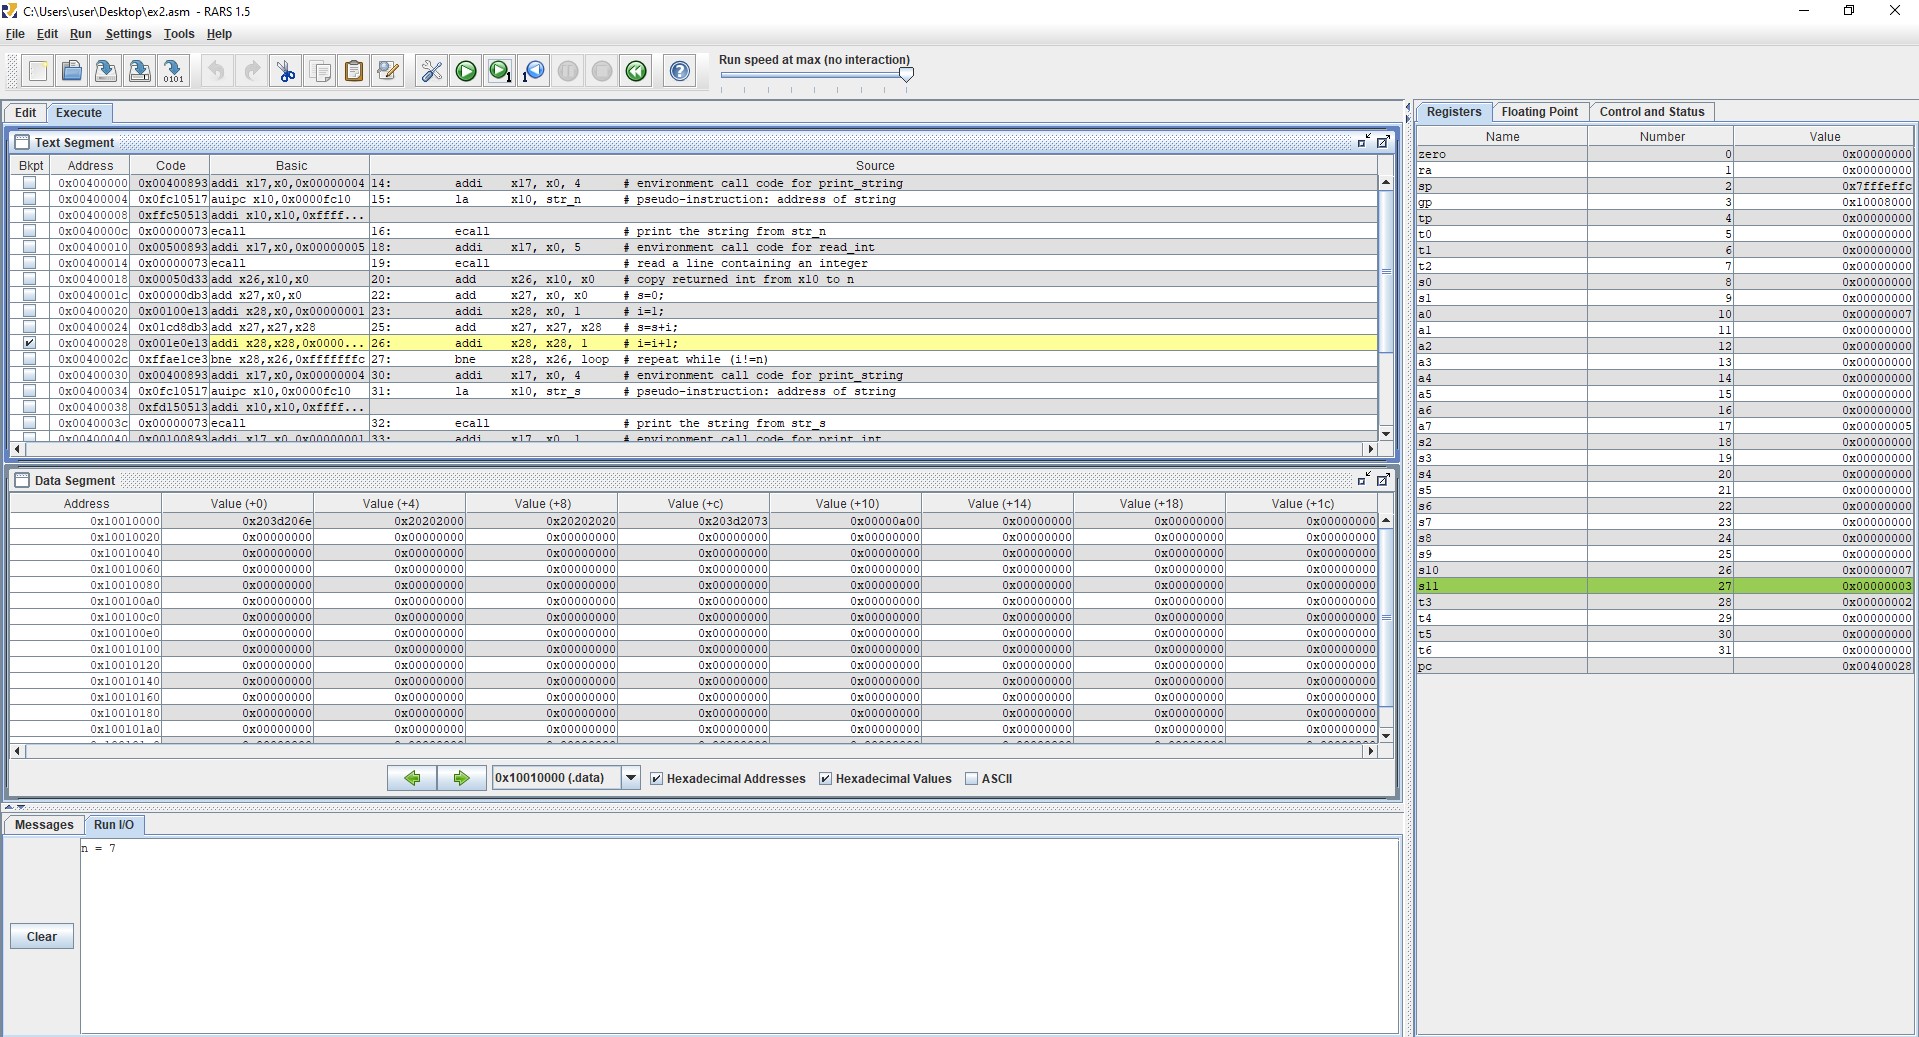 C:\Users\user\Desktop\ex2.asm - RARS 1.5
File Edit Run Settings Tools Help
Run speed at max (no interaction)
Edit Execute
Text Segment
Bkpt Address Code Basic Source
0x00400000 0x00400893 addi x17,x0,0x00000004 14: addi x17, x0, 4 # environment call code for print_string
0x00400004 0x0fc10517 auipc x10,0x0000fc10 15: la x10, str_n # pseudo-instruction: address of string
0x00400008 0xffc50513 addi x10,x10,0xffff...
0x0040000c 0x00000073 ecall 16: ecall # print the string from str_n
0x00400010 0x00500893 addi x17,x0,0x00000005 18: addi x17, x0, 5 # environment call code for read_int
0x00400014 0x00000073 ecall 19: ecall # read a line containing an integer
0x00400018 0x00050d33 add x26,x10,x0 20: add x26, x10, x0 # copy returned int from x10 to n
0x0040001c 0x00000db3 add x27,x0,x0 22: add x27, x0, x0 # s=0;
0x00400020 0x00100e13 addi x28,x0,0x00000001 23: addi x28, x0, 1 # i=1;
0x00400024 0x01cd8db3 add x27,x27,x28 25: add x27, x27, x28 # s=s+i;
0x00400028 0x001e0e13 addi x28,x28,0x0000... 26: addi x28, x28, 1 # i=i+1;
0x0040002c 0xffae1ce3 bne x28,x26,0xfffffffc 27: bne x28, x26, loop # repeat while (i!=n)
0x00400030 0x00400893 addi x17,x0,0x00000004 30: addi x17, x0, 4 # environment call code for print_string
0x00400034 0x0fc10517 auipc x10,0x0000fc10 31: la x10, str_s # pseudo-instruction: address of string
0x00400038 0xfd150513 addi x10,x10,0xffff...
0x0040003c 0x00000073 ecall 32: ecall # print the string from str_s
0x00400040 0x00100893 addi x17,x0,0x00000001 33: addi x17, x0, 1 # environment call code for print_int
Data Segment
Address Value (+0) Value (+4) Value (+8) Value (+c) Value (+10) Value (+14) Value (+18) Value (+1c)
0x10010000 0x203d206e 0x20202000 0x20202020 0x203d2073 0x00000a00 0x00000000 0x00000000 0x00000000
0x10010020 0x00000000 0x00000000 0x00000000 0x00000000 0x00000000 0x00000000 0x00000000 0x00000000
0x10010040 0x00000000 0x00000000 0x00000000 0x00000000 0x00000000 0x00000000 0x00000000 0x00000000
0x10010060 0x00000000 0x00000000 0x00000000 0x00000000 0x00000000 0x00000000 0x00000000 0x00000000
0x10010080 0x00000000 0x00000000 0x00000000 0x00000000 0x00000000 0x00000000 0x00000000 0x00000000
0x100100a0 0x00000000 0x00000000 0x00000000 0x00000000 0x00000000 0x00000000 0x00000000 0x00000000
0x100100c0 0x00000000 0x00000000 0x00000000 0x00000000 0x00000000 0x00000000 0x00000000 0x00000000
0x100100e0 0x00000000 0x00000000 0x00000000 0x00000000 0x00000000 0x00000000 0x00000000 0x00000000
0x10010100 0x00000000 0x00000000 0x00000000 0x00000000 0x00000000 0x00000000 0x00000000 0x00000000
0x10010120 0x00000000 0x00000000 0x00000000 0x00000000 0x00000000 0x00000000 0x00000000 0x00000000
0x10010140 0x00000000 0x00000000 0x00000000 0x00000000 0x00000000 0x00000000 0x00000000 0x00000000
0x10010160 0x00000000 0x00000000 0x00000000 0x00000000 0x00000000 0x00000000 0x00000000 0x00000000
0x10010180 0x00000000 0x00000000 0x00000000 0x00000000 0x00000000 0x00000000 0x00000000 0x00000000
0x100101a0 0x00000000 0x00000000 0x00000000 0x00000000 0x00000000 0x00000000 0x00000000 0x00000000
0x10010000 (.data) Hexadecimal Addresses Hexadecimal Values ASCII
Messages Run I/O
n = 7
Clear
Registers Floating Point Control and Status
Name Number Value
zero 0 0x00000000
ra 1 0x00000000
sp 2 0x7fffeffc
gp 3 0x10008000
tp 4 0x00000000
t0 5 0x00000000
t1 6 0x00000000
t2 7 0x00000000
s0 8 0x00000000
s1 9 0x00000000
a0 10 0x00000007
a1 11 0x00000000
a2 12 0x00000000
a3 13 0x00000000
a4 14 0x00000000
a5 15 0x00000000
a6 16 0x00000000
a7 17 0x00000005
s2 18 0x00000000
s3 19 0x00000000
s4 20 0x00000000
s5 21 0x00000000
s6 22 0x00000000
s7 23 0x00000000
s8 24 0x00000000
s9 25 0x00000000
s10 26 0x00000007
s11 27 0x00000003
t3 28 0x00000002
t4 29 0x00000000
t5 30 0x00000000
t6 31 0x00000000
pc 0x00400028